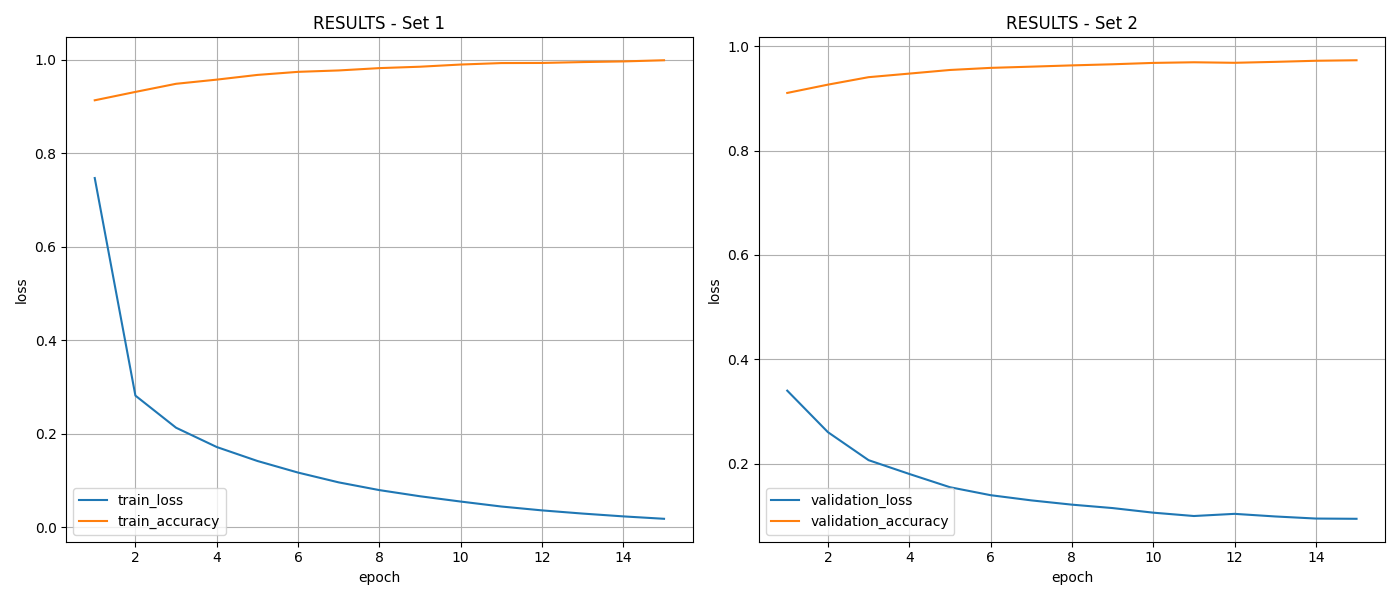 RESULTS - Set 1
1.0
0.8
0.6
0.4
0.2
0.0
loss
train_loss
train_accuracy
2 4 6 8 10 12 14
epoch
RESULTS - Set 2
1.0
0.8
0.6
0.4
0.2
loss
validation_loss
validation_accuracy
2 4 6 8 10 12 14
epoch